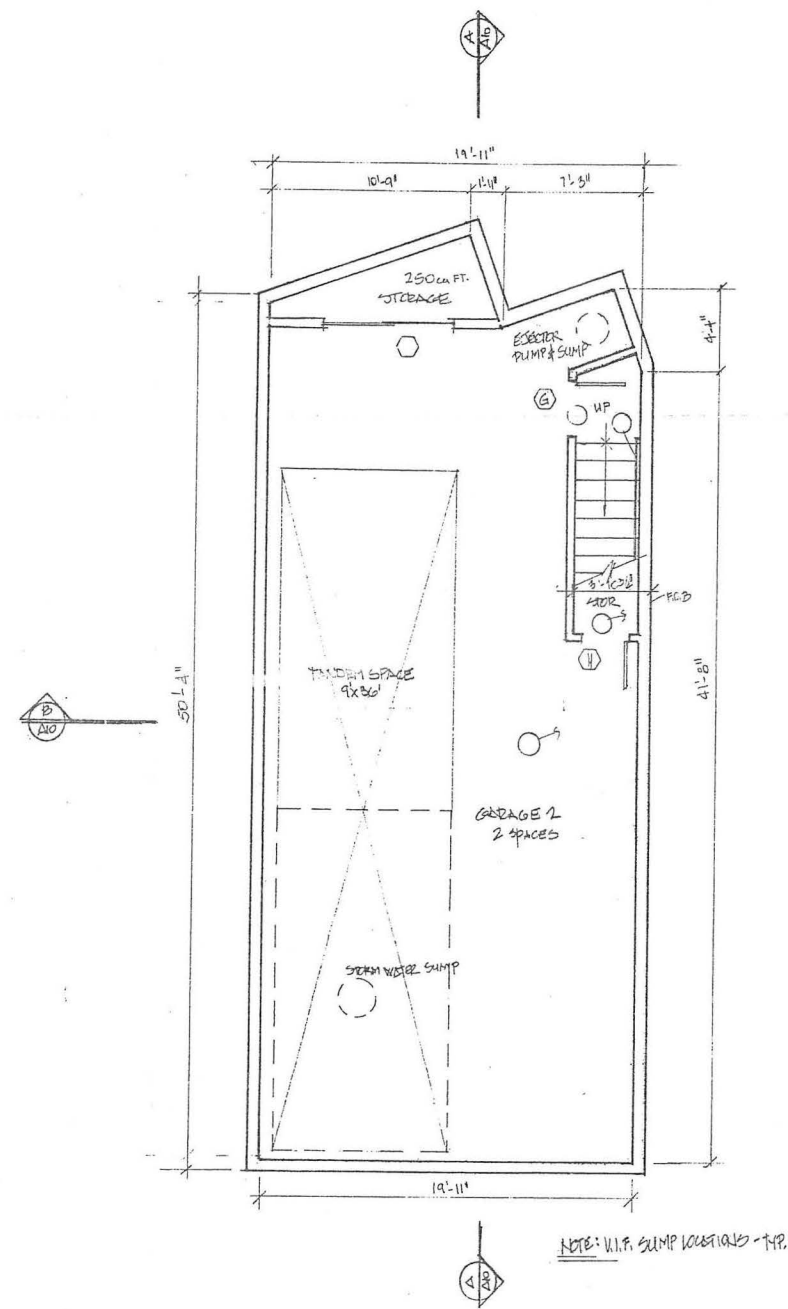 A
A10
19'-11"
10'-9"
1'-11"
7'-3"
250 cu FT.
STORAGE
EJECTOR
PUMP & SUMP
4'-4"
G
UP
STOR
S
F.C.B
H
50'-4"
41'-8"
TANDEM SPACE
9'x36'
B
A10
S
GARAGE 2
2 SPACES
STORM WATER SUMP
19'-11"
NOTE: V.I.F. SUMP LOCATIONS - TYP.
A
A10